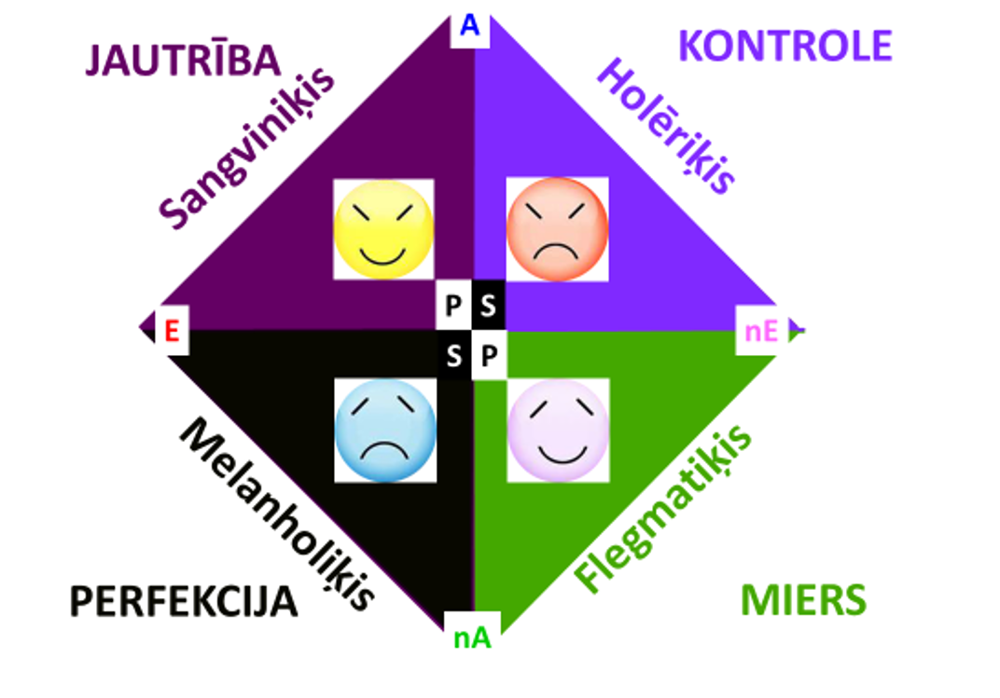 A
JAUTRĪBA
KONTROLE
Sangviniķis
Holēriķis
P S
E
nE
S P
Melanholiķis
Flegmatiķis
PERFEKCIJA
MIERS
nA